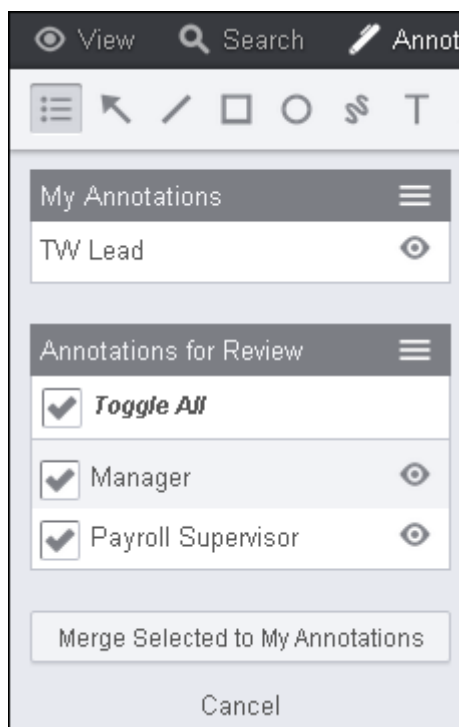 View Search Annot
T
My Annotations
TW Lead
Annotations for Review
Toggle All
Manager
Payroll Supervisor
Merge Selected to My Annotations
Cancel